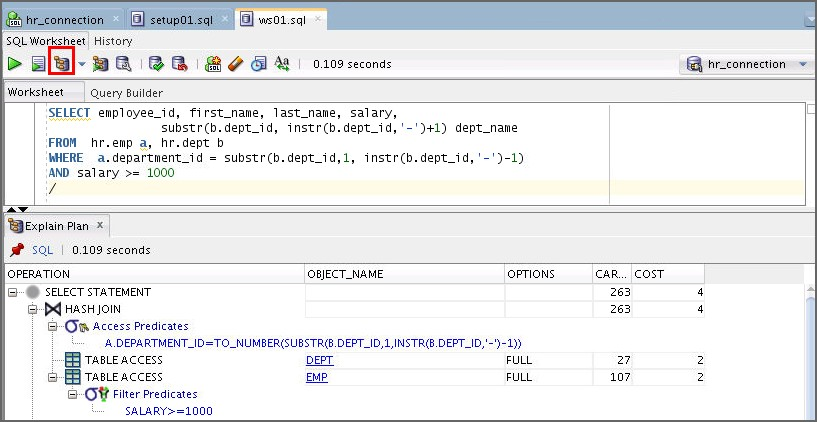 hr_connection setup01.sql ws01.sql
SQL Worksheet History
0.109 seconds hr_connection
Worksheet Query Builder
SELECT employee_id, first_name, last_name, salary,
substr(b.dept_id, instr(b.dept_id,'-')+1) dept_name
FROM hr.emp a, hr.dept b
WHERE a.department_id = substr(b.dept_id,1, instr(b.dept_id,'-')-1)
AND salary >= 1000
/
Explain Plan
SQL 0.109 seconds
OPERATION OBJECT_NAME OPTIONS CAR... COST
SELECT STATEMENT 263 4
HASH JOIN 263 4
Access Predicates
A.DEPARTMENT_ID=TO_NUMBER(SUBSTR(B.DEPT_ID,1,INSTR(B.DEPT_ID,'-')-1))
TABLE ACCESS DEPT FULL 27 2
TABLE ACCESS EMP FULL 107 2
Filter Predicates
SALARY>=1000